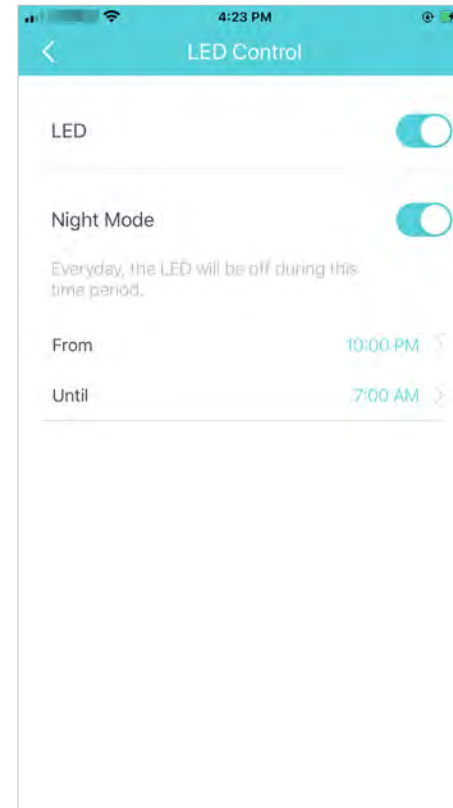 4:23 PM
LED Control
LED
Night Mode
Everyday, the LED will be off during this
time period.
From 10:00 PM
Until 7:00 AM